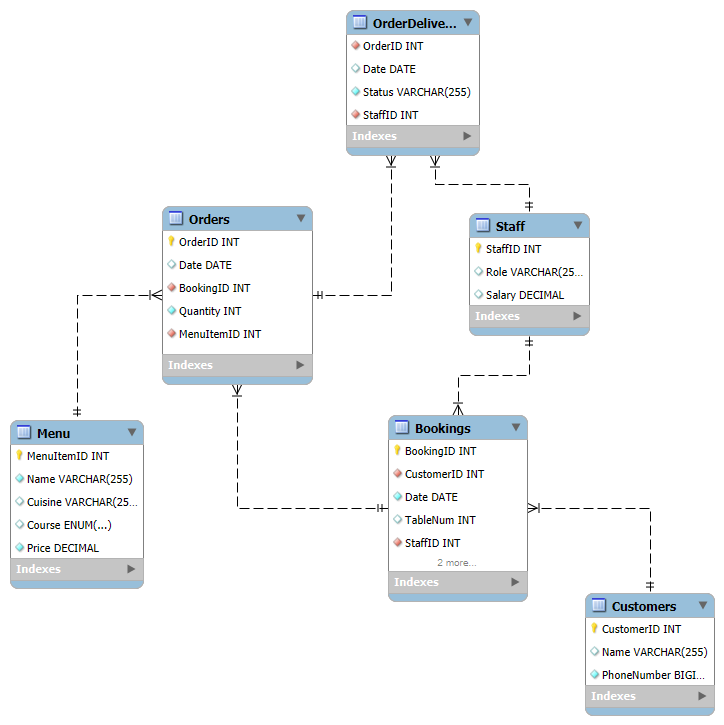 OrderDelive...
OrderID INT
Date DATE
Status VARCHAR(255)
StaffID INT
Indexes
Orders
OrderID INT
Date DATE
BookingID INT
Quantity INT
MenuItemID INT
Indexes
Staff
StaffID INT
Role VARCHAR(25...
Salary DECIMAL
Indexes
Menu
MenuItemID INT
Name VARCHAR(255)
Cuisine VARCHAR(25...
Course ENUM(...)
Price DECIMAL
Indexes
Bookings
BookingID INT
CustomerID INT
Date DATE
TableNum INT
StaffID INT
2 more...
Indexes
Customers
CustomerID INT
Name VARCHAR(255)
PhoneNumber BIGI...
Indexes